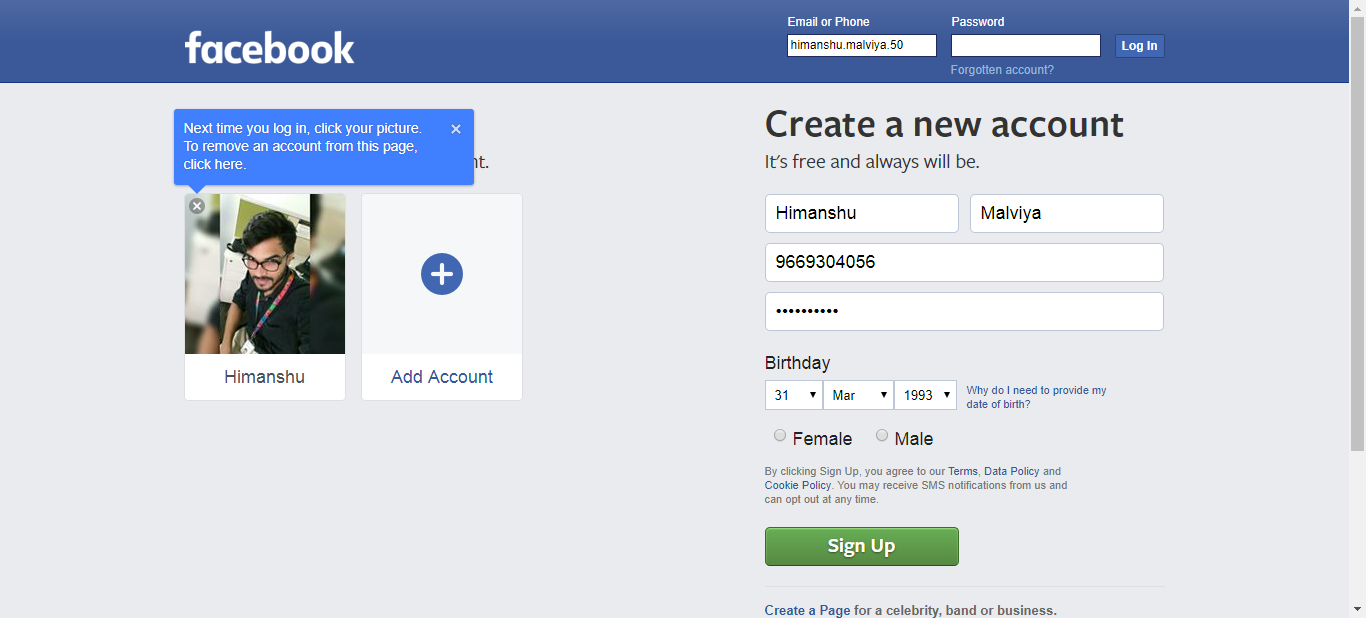 facebook
Email or Phone
Password
himanshu.malviya.50
Log In
Forgotten account?
Next time you log in, click your picture.
To remove an account from this page,
click here.
Himanshu
Add Account
Create a new account
It's free and always will be.
Himanshu
Malviya
9669304056
••••••••••
Birthday
31
Mar
1993
Why do I need to provide my
date of birth?
Female
Male
By clicking Sign Up, you agree to our Terms, Data Policy and
Cookie Policy. You may receive SMS notifications from us and
can opt out at any time.
Sign Up
Create a Page for a celebrity, band or business.